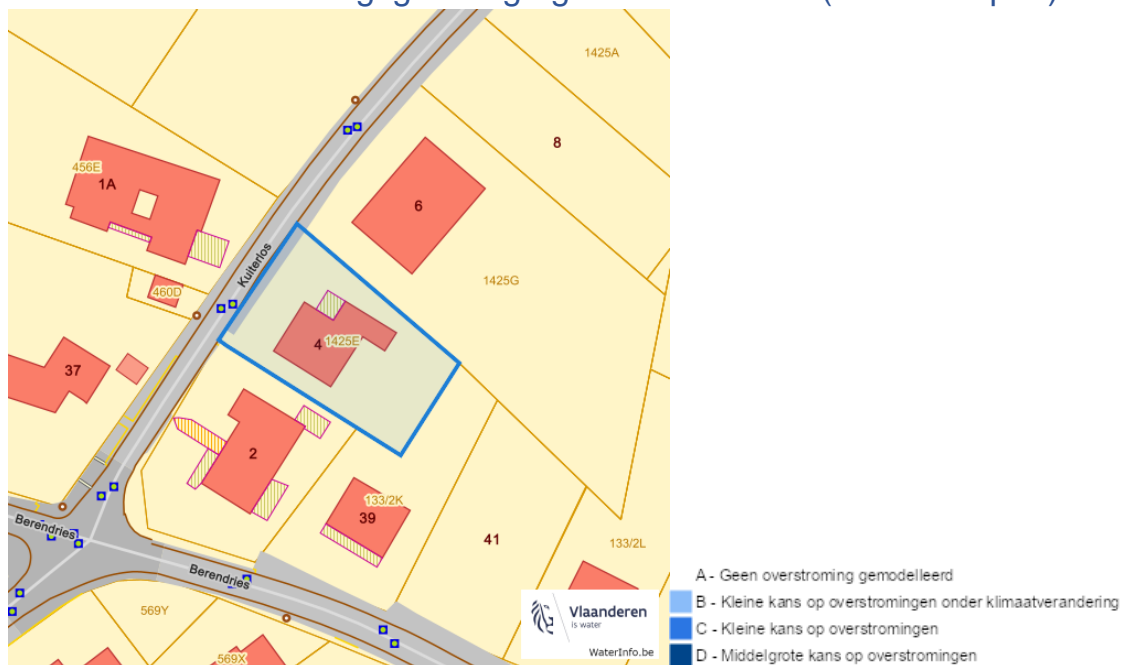 1425A
8
456E
1A
6
Kuiterlos
1425G
460D
4
1425E
37
2
133/2K
39
41
Berendries
133/2L
Berendries
569Y
569X
Vlaanderen
is water
WaterInfo.be
A - Geen overstroming gemodelleerd
B - Kleine kans op overstromingen onder klimaatverandering
C - Kleine kans op overstromingen
D - Middelgrote kans op overstromingen